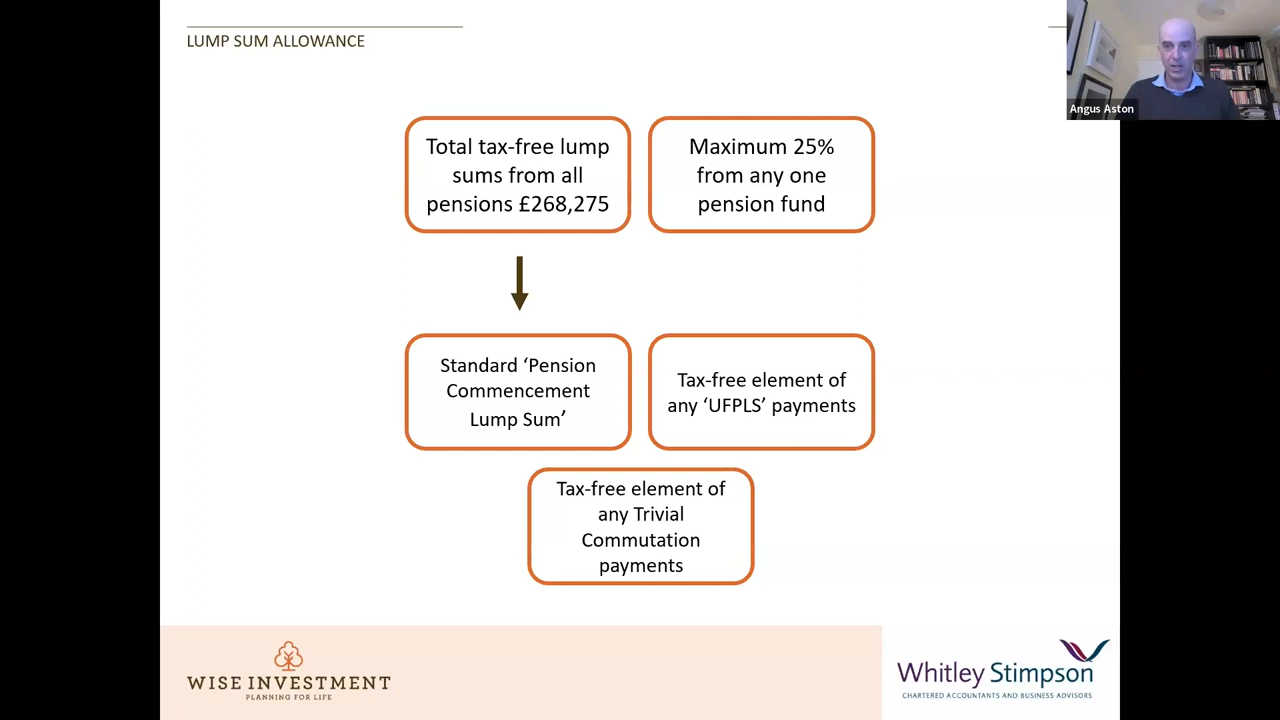 LUMP SUM ALLOWANCE
Angus Aston
Total tax-free lump
sums from all
pensions £268,275
Maximum 25%
from any one
pension fund
Standard ‘Pension
Commencement
Lump Sum’
Tax-free element of
any ‘UFPLS’ payments
Tax-free element of
any Trivial
Commutation
payments
WISE INVESTMENT
PLANNING FOR LIFE
Whitley Stimpson
CHARTERED ACCOUNTANTS AND BUSINESS ADVISORS